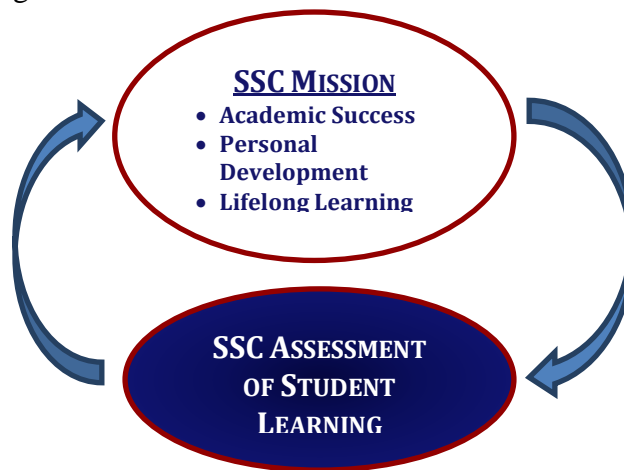 g
SSC MISSION
• Academic Success
• Personal
Development
• Lifelong Learning
SSC ASSESSMENT
OF STUDENT
LEARNING